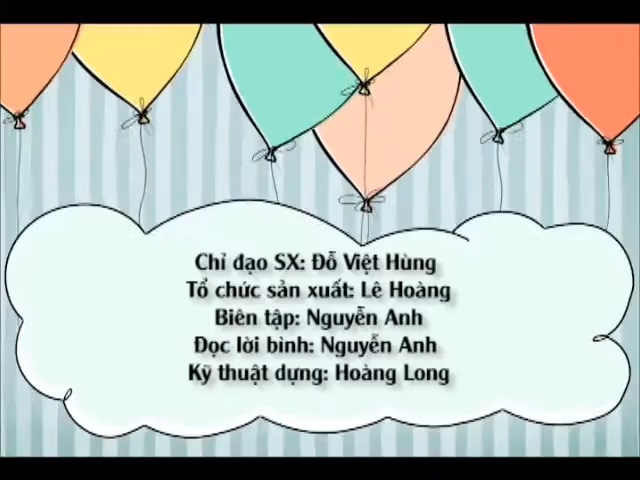 Chỉ đạo SX: Đỗ Việt Hùng
Tổ chức sản xuất: Lê Hoàng
Biên tập: Nguyễn Anh
Đọc lời bình: Nguyễn Anh
Kỹ thuật dựng: Hoàng Long